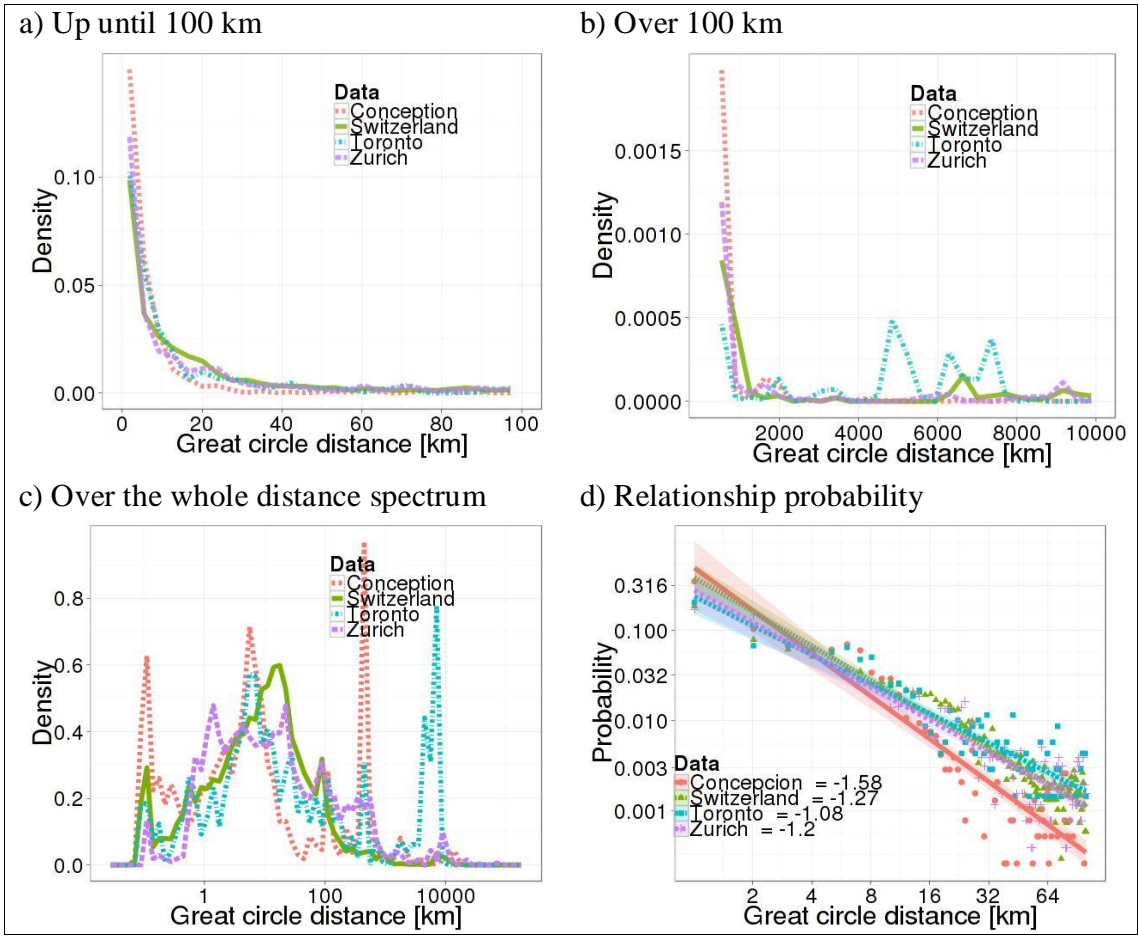 a) Up until 100 km
b) Over 100 km
Data
Conception
Switzerland
Toronto
Zurich
0.10
0.05
0.00
Density
0
20
40
60
80
100
Great circle distance [km]
Data
Conception
Switzerland
Toronto
Zurich
0.0015
0.0010
0.0005
0.0000
Density
2000
4000
6000
8000
10000
Great circle distance [km]
c) Over the whole distance spectrum
d) Relationship probability
Data
Conception
Switzerland
Toronto
Zurich
0.8
0.6
0.4
0.2
0.0
Density
1
100
10000
Great circle distance [km]
0.316
0.100
0.032
0.010
0.003
0.001
Probability
Data
Concepcion = -1.58
Switzerland = -1.27
Toronto = -1.08
Zurich = -1.2
2
4
8
16
32
64
Great circle distance [km]